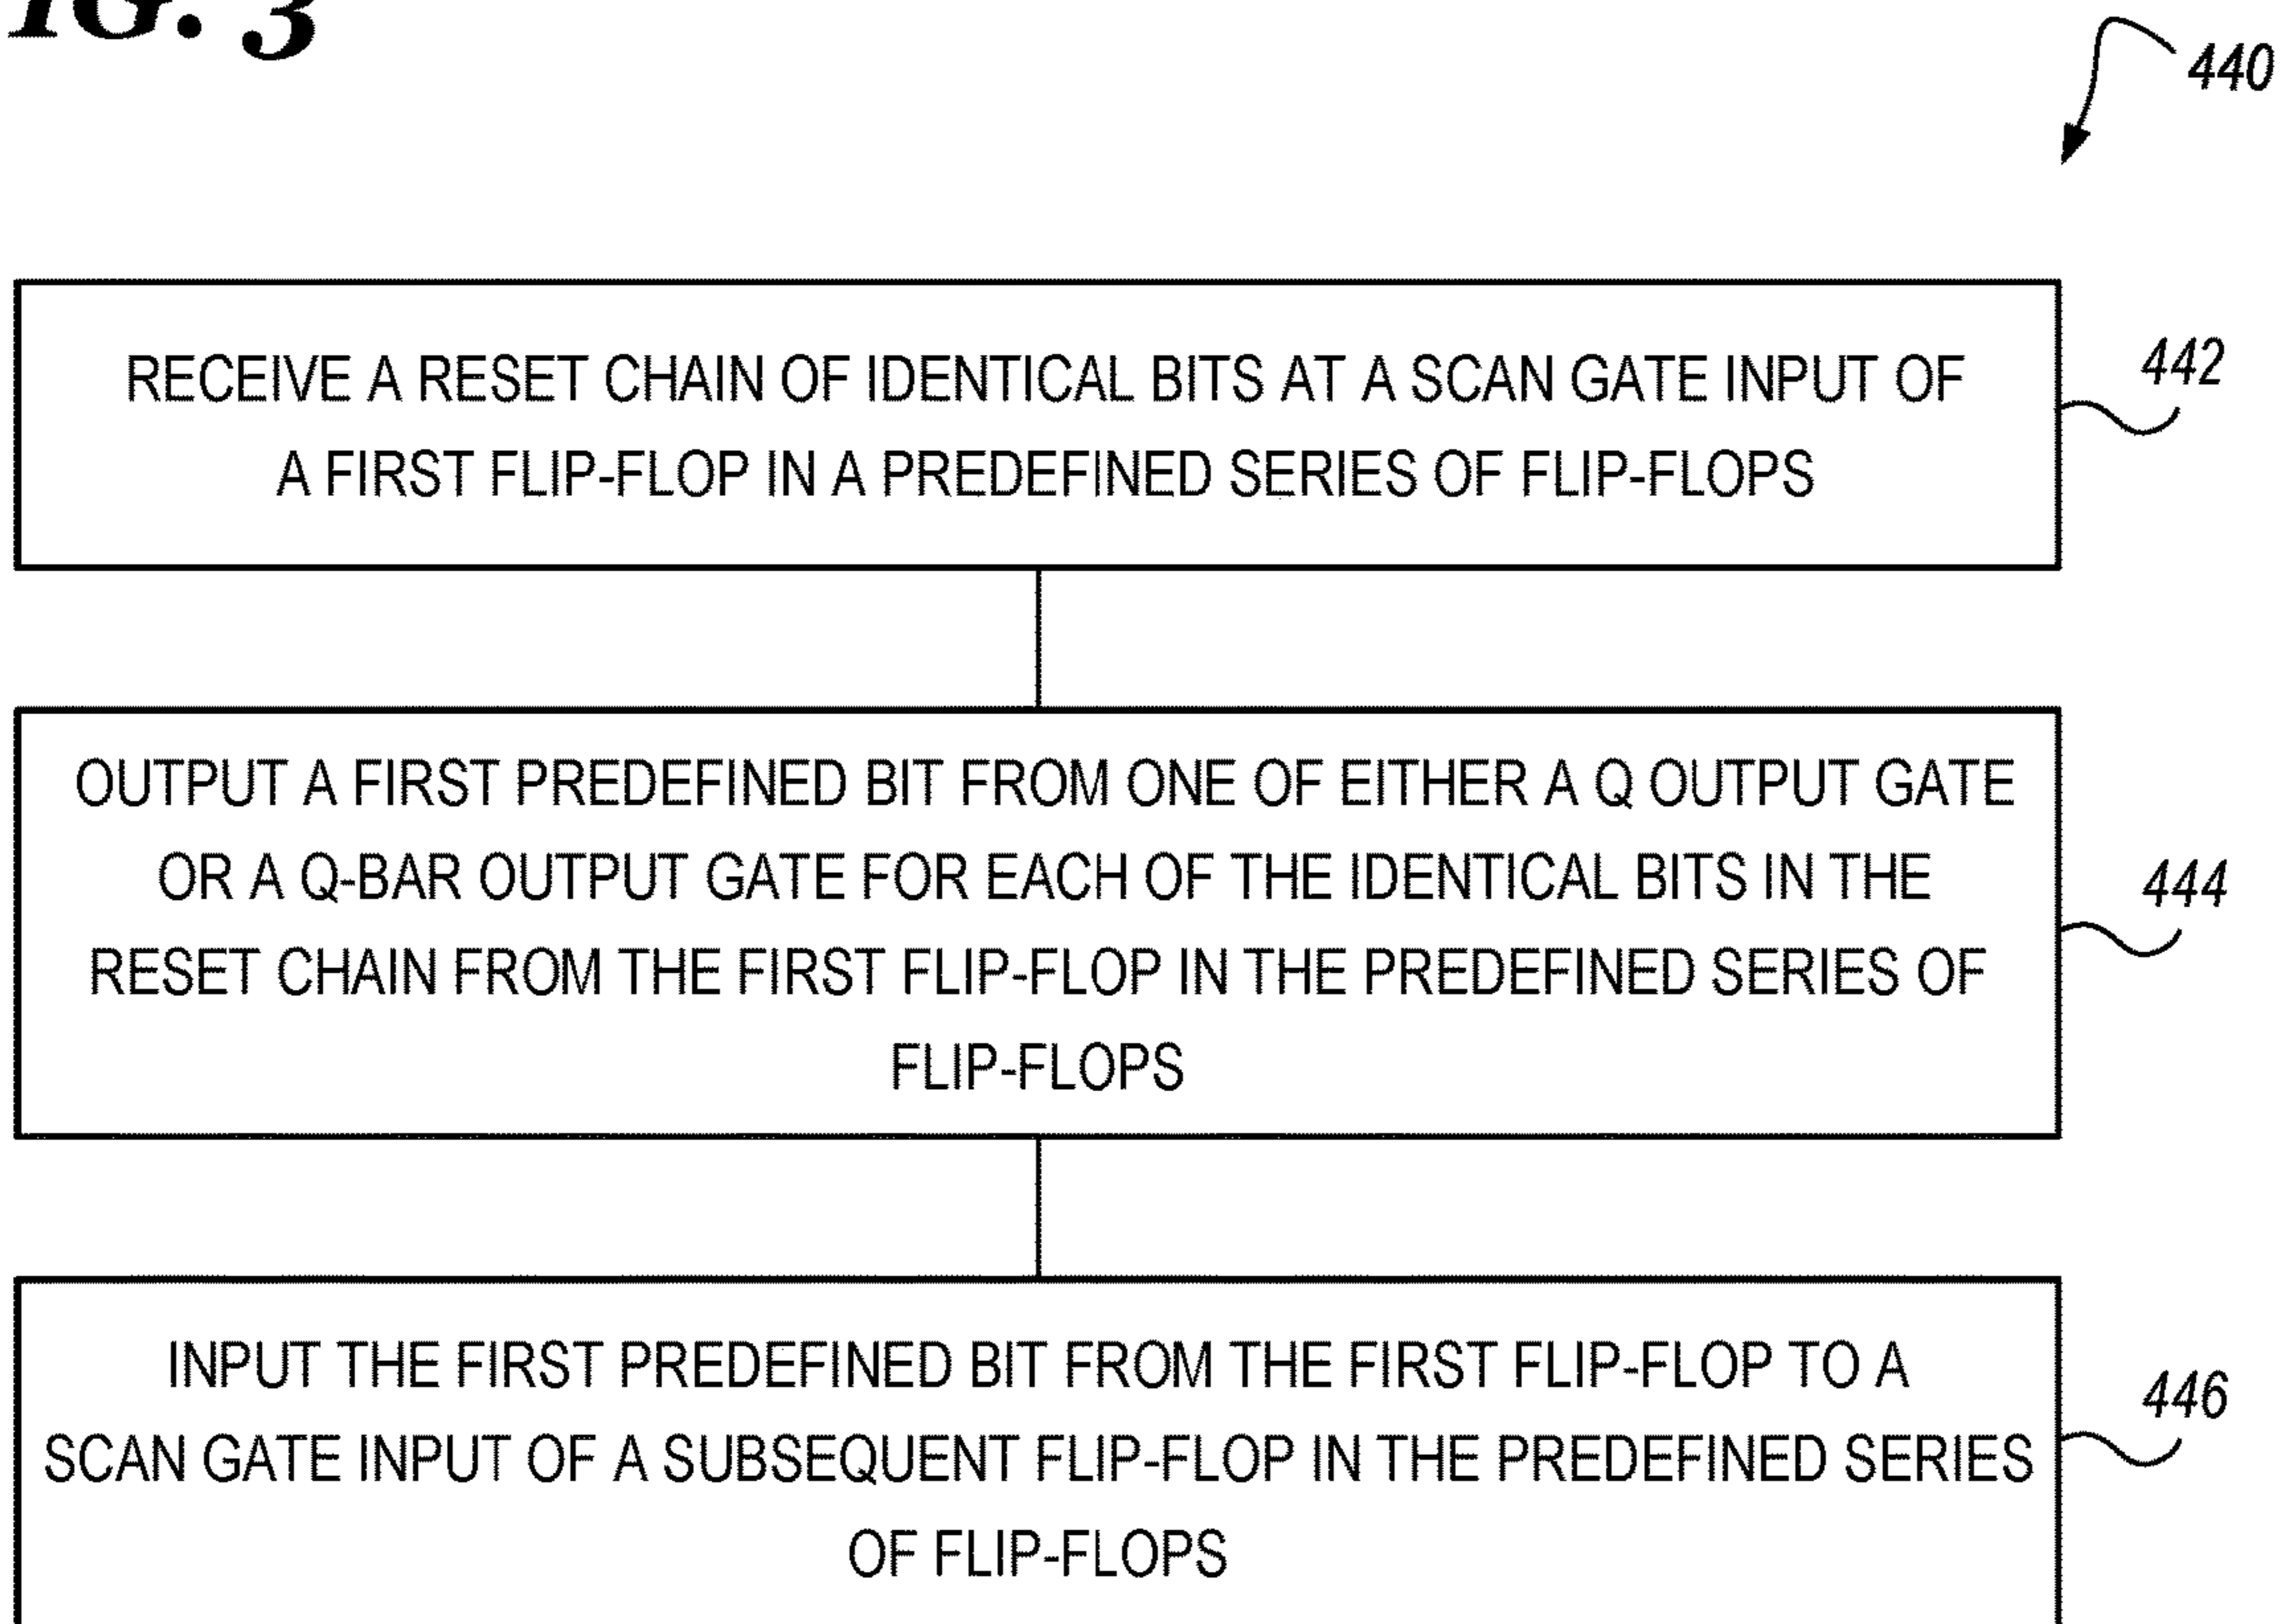 FIG. 3
440
RECEIVE A RESET CHAIN OF IDENTICAL BITS AT A SCAN GATE INPUT OF
A FIRST FLIP-FLOP IN A PREDEFINED SERIES OF FLIP-FLOPS
442
OUTPUT A FIRST PREDEFINED BIT FROM ONE OF EITHER A Q OUTPUT GATE
OR A Q-BAR OUTPUT GATE FOR EACH OF THE IDENTICAL BITS IN THE
RESET CHAIN FROM THE FIRST FLIP-FLOP IN THE PREDEFINED SERIES OF
FLIP-FLOPS
444
INPUT THE FIRST PREDEFINED BIT FROM THE FIRST FLIP-FLOP TO A
SCAN GATE INPUT OF A SUBSEQUENT FLIP-FLOP IN THE PREDEFINED SERIES
OF FLIP-FLOPS
446